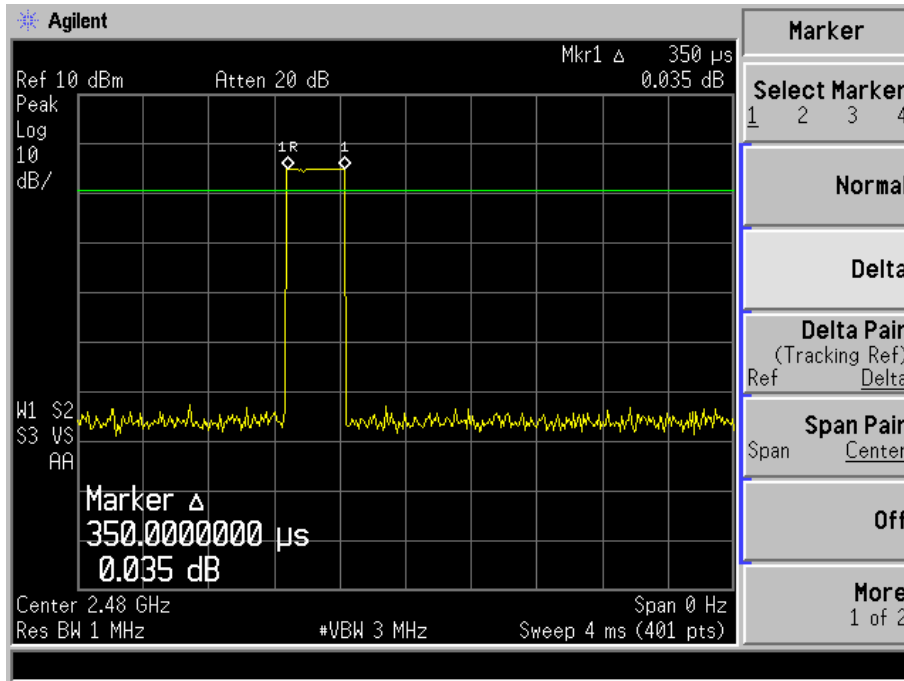 Agilent
Marker
Mkr1 Δ 350 µs
Ref 10 dBm Atten 20 dB 0.035 dB
Peak
Log
10
dB/
1R 1
W1 S2
S3 VS
AA
Marker Δ
350.0000000 µs
0.035 dB
Center 2.48 GHz Span 0 Hz
Res BW 1 MHz #VBW 3 MHz Sweep 4 ms (401 pts)
Select Marker
1 2 3 4
Normal
Delta
Delta Pair
(Tracking Ref)
Ref Delta
Span Pair
Span Center
Off
More
1 of 2